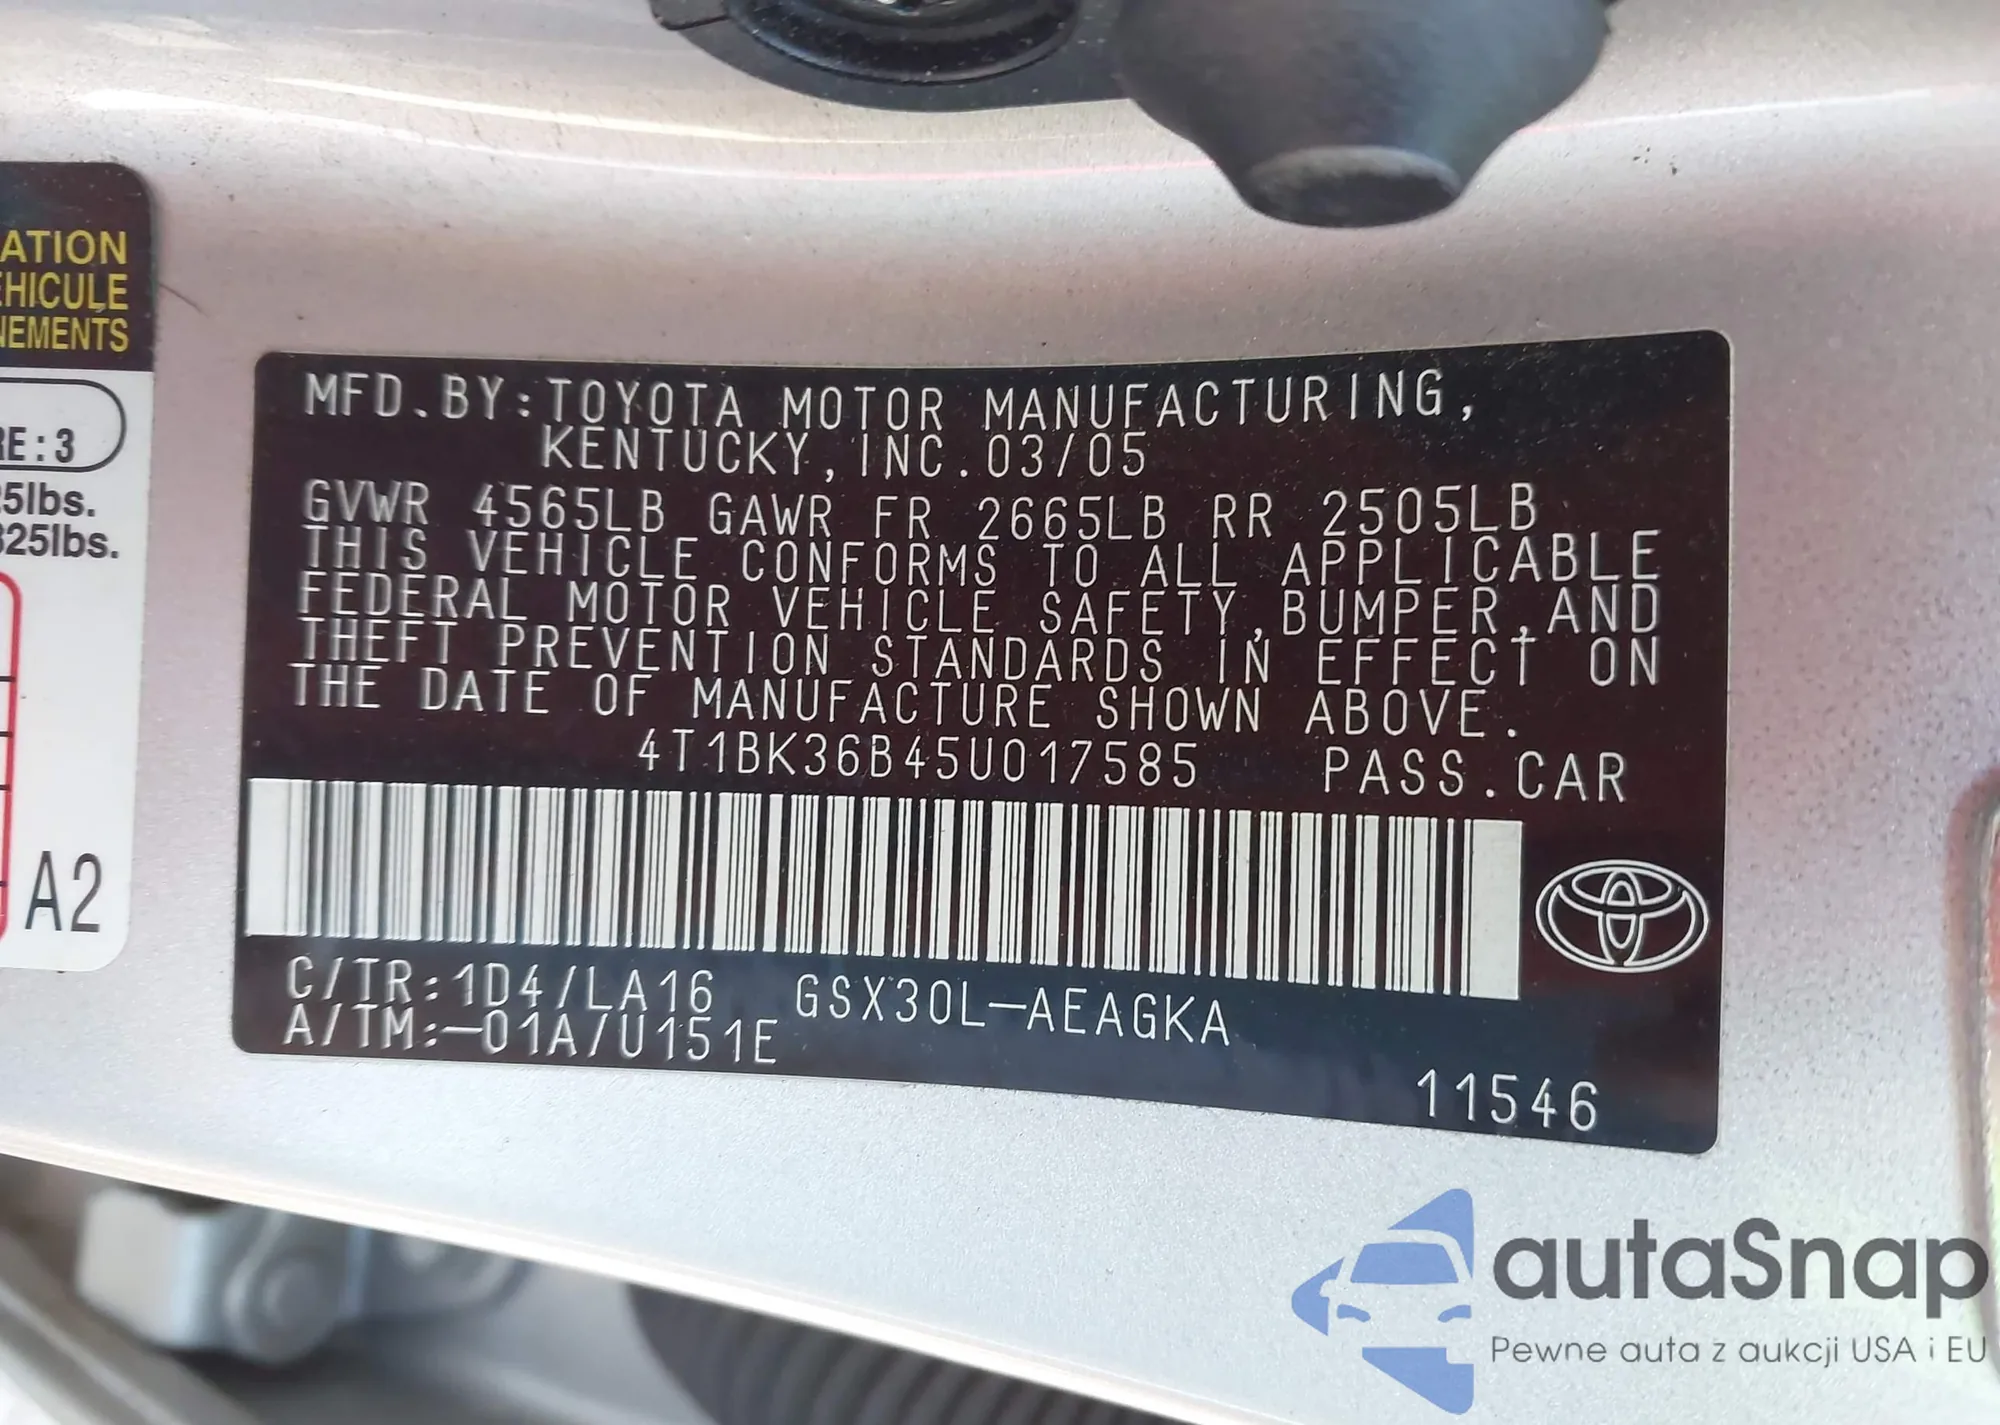 ATION
EHICULE
NEMENTS
RE : 3
5lbs.
325lbs.
A2
MFD.BY:TOYOTA MOTOR MANUFACTURING,
KENTUCKY,INC.03/05
GVWR 4565LB GAWR FR 2665LB RR 2505LB
THIS VEHICLE CONFORMS TO ALL APPLICABLE
FEDERAL MOTOR VEHICLE SAFETY,BUMPER,AND
THEFT PREVENTION STANDARDS IN EFFECT ON
THE DATE OF MANUFACTURE SHOWN ABOVE.
4T1BK36B45U017585 PASS.CAR
C/TR:1D4/LA16 GSX30L-AEAGKA
A/TM:-01A/U151E
11546
autaSnap
Pewne auta z aukcji USA i EU